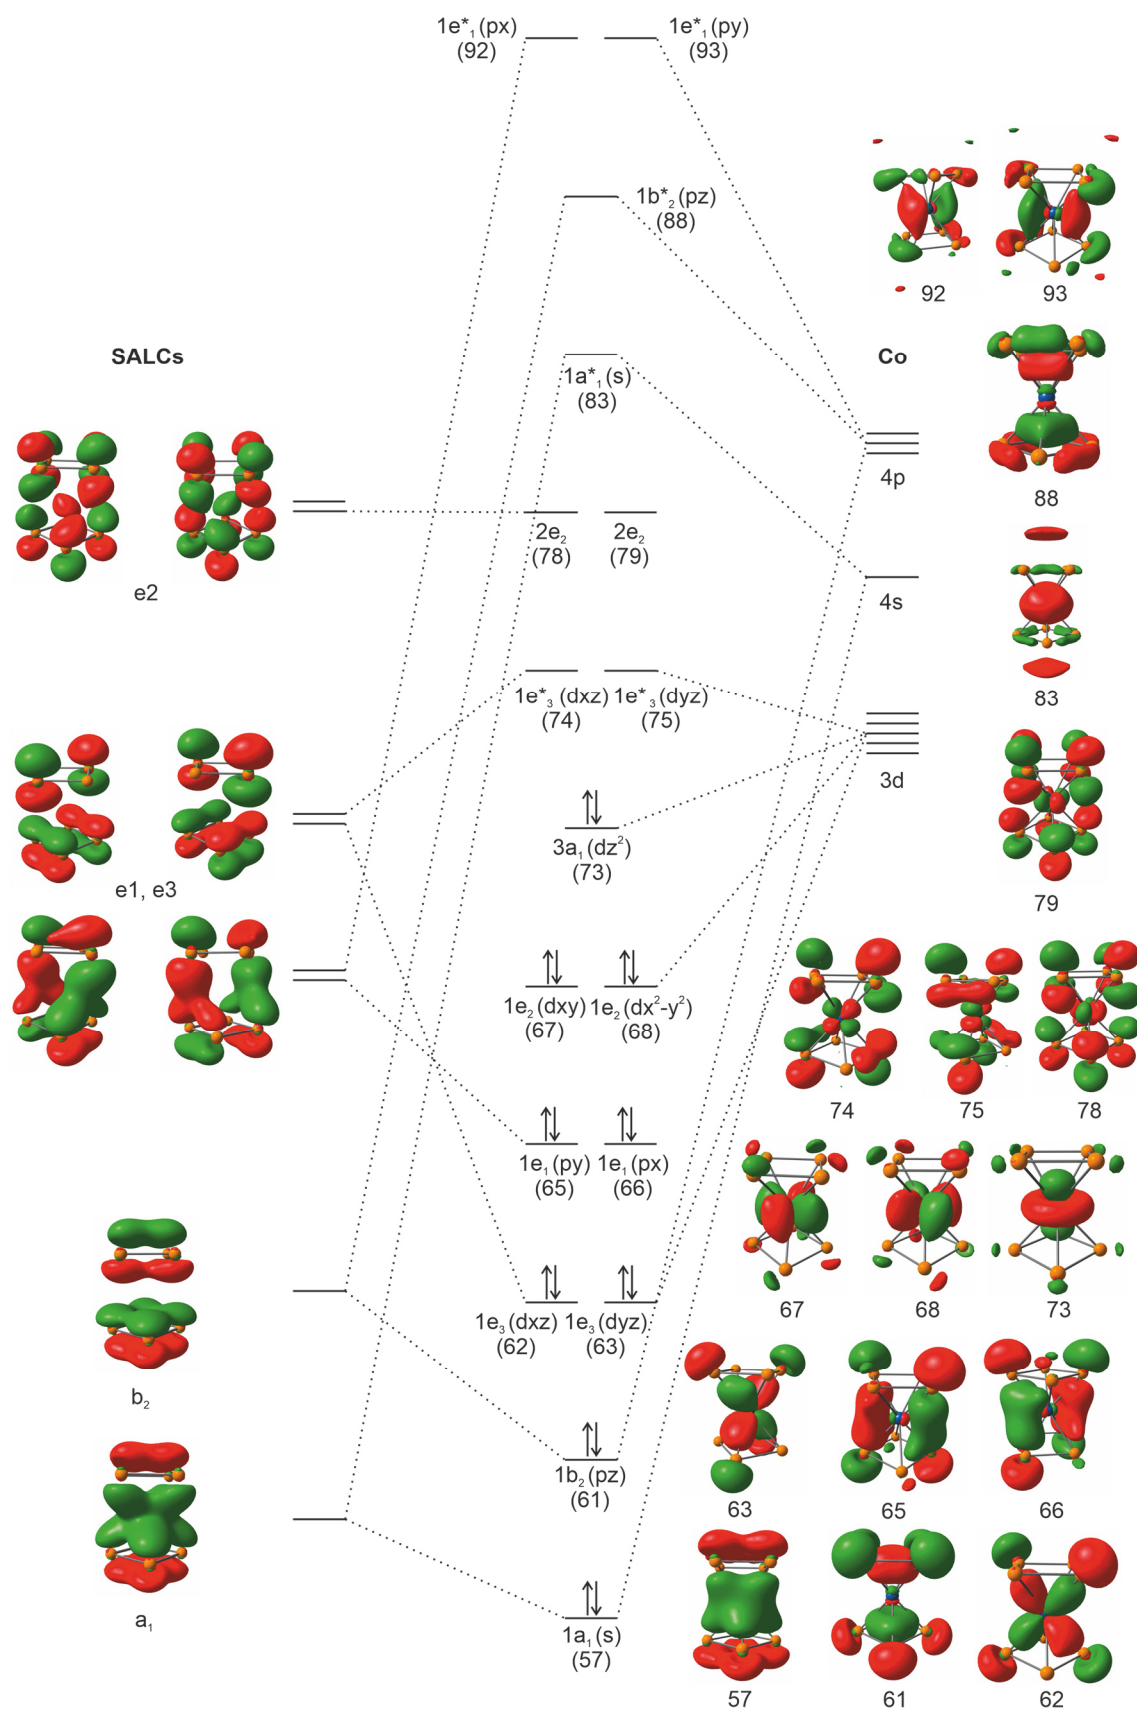 1e*₁(px) 1e*₁(py)
(92) (93)
1b*₂(pz)
(88)
92 93
SALCs Co
1a*₁(s)
(83)
4p
88
2e₂ 2e₂
(78) (79)
e2
4s
83
1e*₃(dxz) 1e*₃(dyz)
(74) (75)
3d
3a₁(dz²)
(73)
e1, e3
79
1e₂(dxy) 1e₂(dx²-y²)
(67) (68)
74 75 78
1e₁(py) 1e₁(px)
(65) (66)
67 68 73
1e₃(dxz) 1e₃(dyz)
(62) (63)
b₂
1b₂(pz)
(61)
63 65 66
a₁
1a₁(s)
(57)
57 61 62